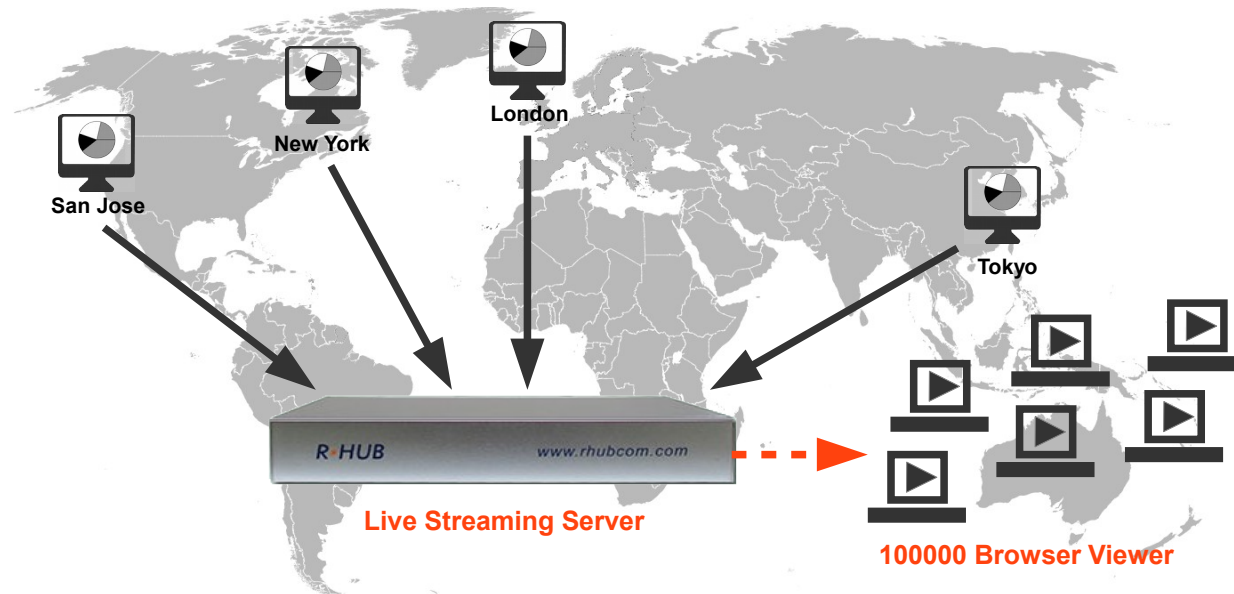 London
New York
San Jose
Tokyo
R•HUB
www.rhubcom.com
Live Streaming Server
100000 Browser Viewer